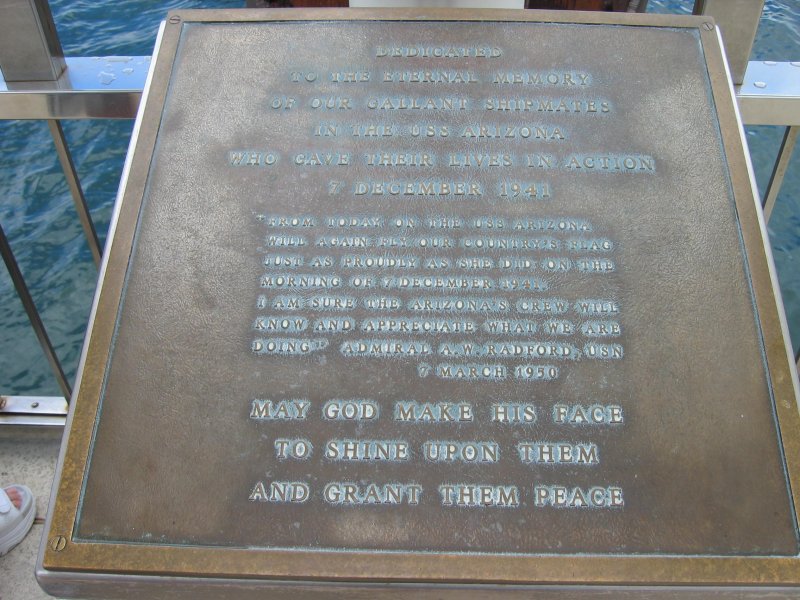 DEDICATED
TO THE ETERNAL MEMORY
OF OUR GALLANT SHIPMATES
IN THE USS ARIZONA
WHO GAVE THEIR LIVES IN ACTION
7 DECEMBER 1941
"FROM TODAY ON THE USS ARIZONA
WILL AGAIN FLY OUR COUNTRY'S FLAG
JUST AS PROUDLY AS SHE DID ON THE
MORNING OF 7 DECEMBER 1941.
I AM SURE THE ARIZONA'S CREW WILL
KNOW AND APPRECIATE WHAT WE ARE
DOING" ADMIRAL A.W. RADFORD, USN
7 MARCH 1950
MAY GOD MAKE HIS FACE
TO SHINE UPON THEM
AND GRANT THEM PEACE